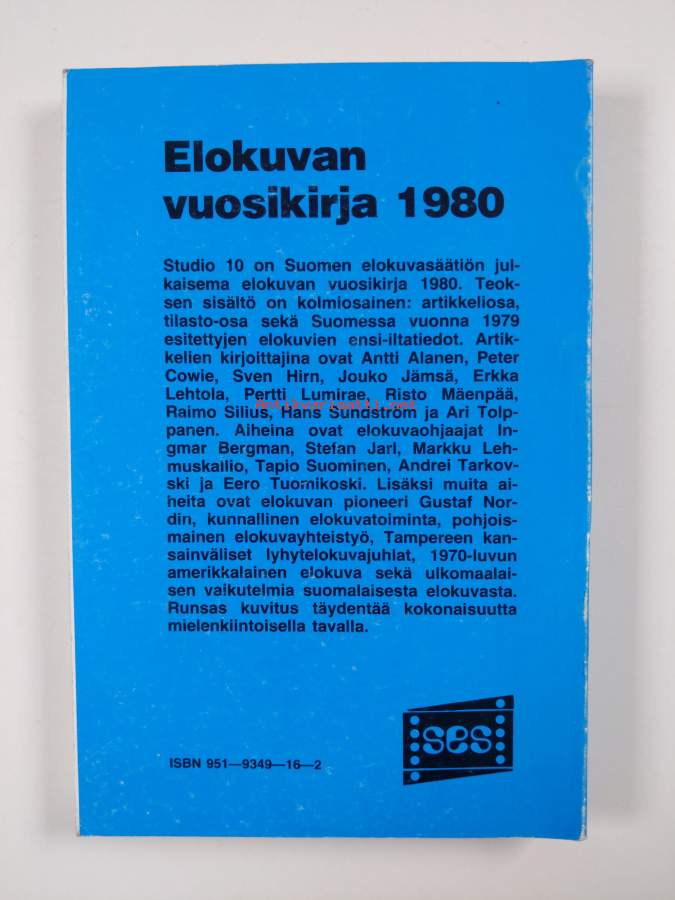 Elokuvan
vuosikirja 1980
Studio 10 on Suomen elokuvasäätiön jul-
kaisema elokuvan vuosikirja 1980. Teok-
sen sisältö on kolmiosainen: artikkeliosa,
tilasto-osa sekä Suomessa vuonna 1979
esitettyjen elokuvien ensi-iltatiedot. Artik-
kelien kirjoittajina ovat Antti Alanen, Peter
Cowie, Sven Hirn, Jouko Jämsä, Erkka
Lehtola, Pertti Lumirae, Risto Mäenpää,
Raimo Silius, Hans Sundström ja Ari Tolp-
antikvariaatti.net
panen. Aiheina ovat elokuvaohjaajat In-
gmar Bergman, Stefan Jarl, Markku Leh-
muskallio, Tapio Suominen, Andrei Tarkov-
ski ja Eero Tuomikoski. Lisäksi muita ai-
heita ovat elokuvan pioneeri Gustaf Nor-
din, kunnallinen elokuvatoiminta, pohjois-
mainen elokuvayhteistyö, Tampereen kan-
sainväliset lyhytelokuvajuhlat, 1970-luvun
amerikkalainen elokuva sekä ulkomaalai-
sen vaikutelmia suomalaisesta elokuvasta.
Runsas kuvitus täydentää kokonaisuutta
mielenkiintoisella tavalla.
ses
ISBN 951—9349—16—2